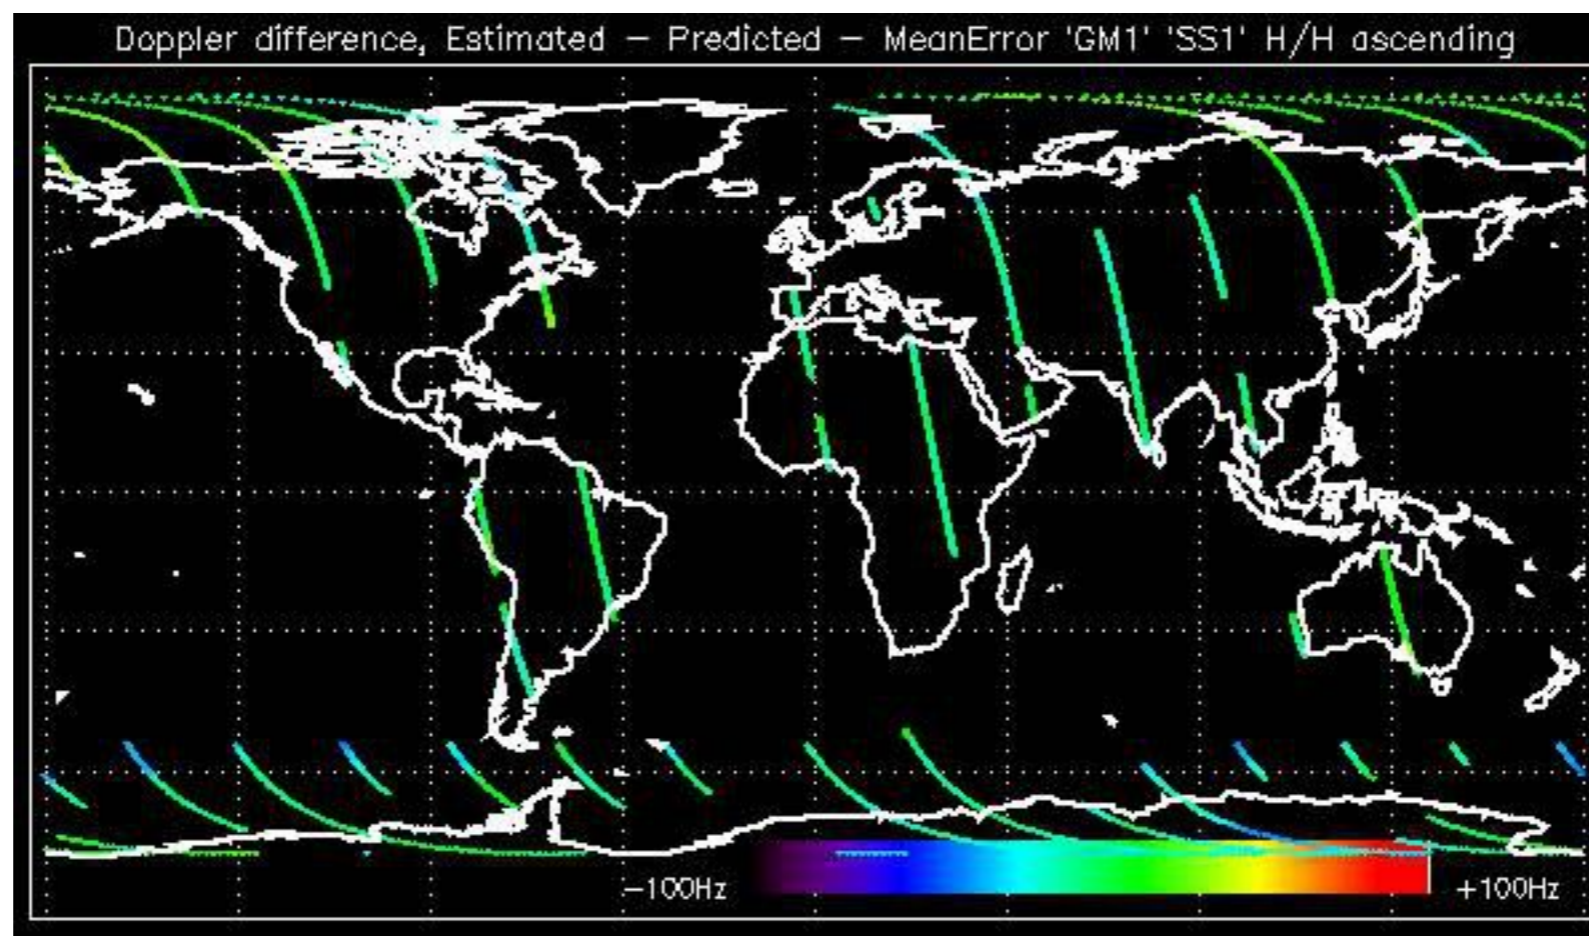 Doppler difference, Estimated – Predicted – MeanError 'GM1' 'SS1' H/H ascending
−100Hz +100Hz